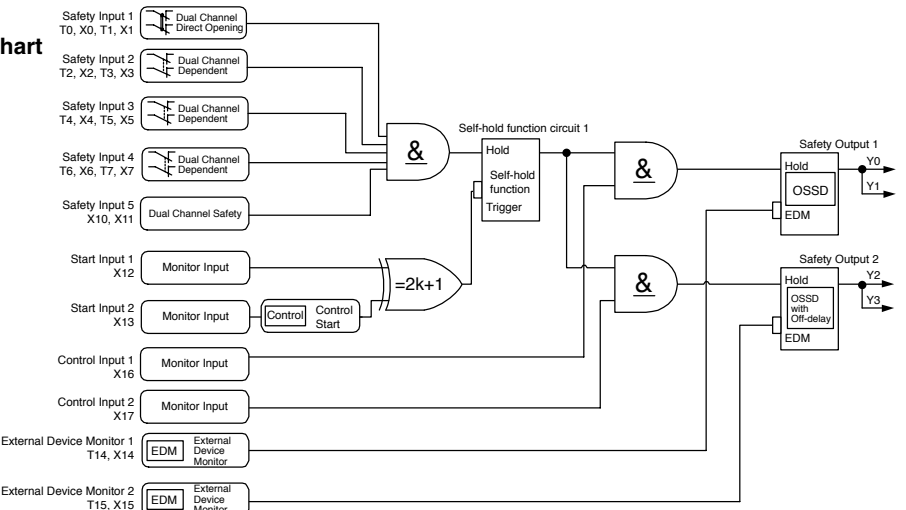 hart
Safety Input 1
T0, X0, T1, X1
Dual Channel
Direct Opening
Safety Input 2
T2, X2, T3, X3
Dual Channel
Dependent
Safety Input 3
T4, X4, T5, X5
Dual Channel
Dependent
Safety Input 4
T6, X6, T7, X7
Dual Channel
Dependent
Safety Input 5
X10, X11
Dual Channel Safety
Start Input 1
X12
Monitor Input
Start Input 2
X13
Monitor Input
Control
Control
Start
Control Input 1
X16
Monitor Input
Control Input 2
X17
Monitor Input
External Device Monitor 1
T14, X14
EDM
External
Device
Monitor
External Device Monitor 2
T15, X15
EDM
External
Device
Monitor
&
=2k+1
Self-hold function circuit 1
Hold
Self-hold
function
Trigger
&
&
Safety Output 1
Hold
OSSD
EDM
Y0
Y1
Safety Output 2
Hold
OSSD
with
Off-delay
EDM
Y2
Y3